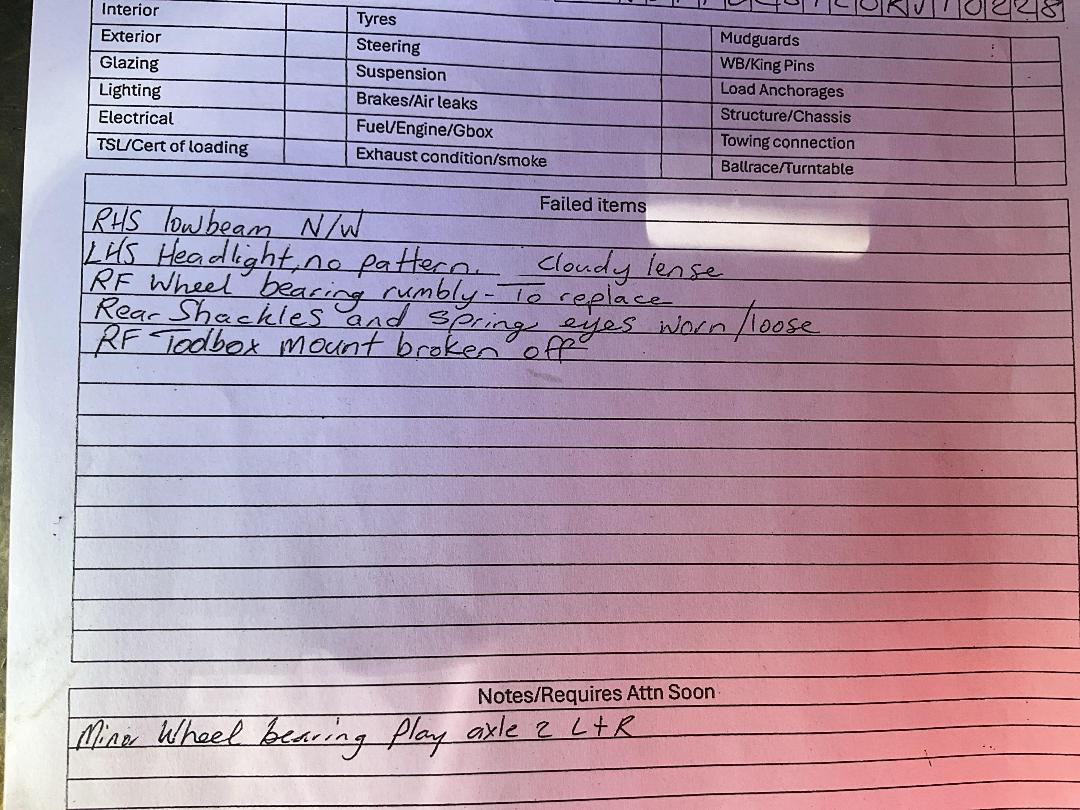 Interior Tyres Mudguards
Exterior Steering WB/King Pins
Glazing Suspension Load Anchorages
Lighting Brakes/Air leaks Structure/Chassis
Electrical Fuel/Engine/Gbox Towing connection
TSL/Cert of loading Exhaust condition/smoke Ballrace/Turntable
Failed items
RHS lowbeam N/W
LHS Headlight, no pattern. cloudy lense
RF Wheel bearing rumbly - To replace
Rear Shackles and spring eyes worn/loose
RF Toolbox mount broken off
Notes/Requires Attn Soon
Minor Wheel bearing Play axle 2 L+R